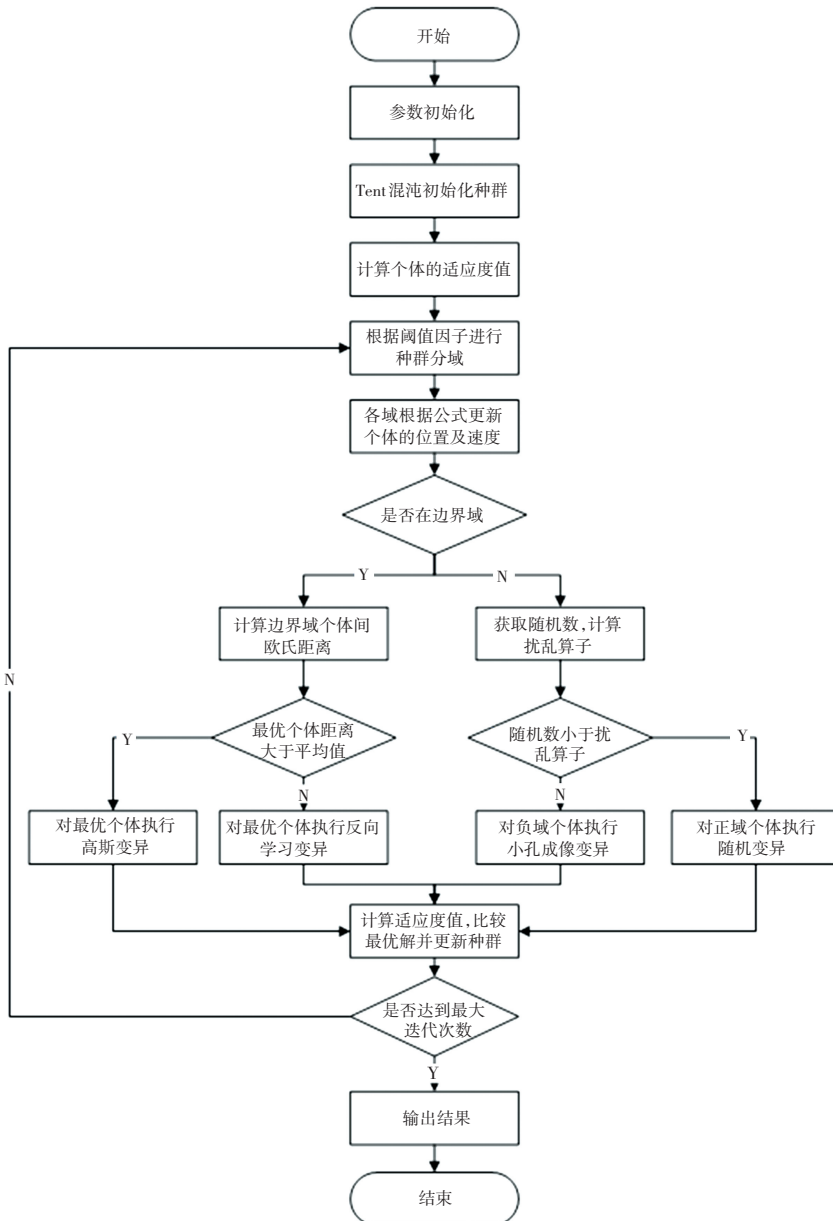 开始
参数初始化
Tent混沌初始化种群
计算个体的适应度值
根据阈值因子进行
种群分域
各域根据公式更新
个体的位置及速度
是否在边界域
Y
N
计算边界域个体间
欧氏距离
获取随机数,计算
扰乱算子
N
最优个体距离
大于平均值
随机数小于扰
乱算子
Y
Y
N
N
对最优个体执行
高斯变异
对最优个体执行反向
学习变异
对负域个体执行
小孔成像变异
对正域个体执行
随机变异
计算适应度值,比较
最优解并更新种群
是否达到最大
迭代次数
Y
输出结果
结束